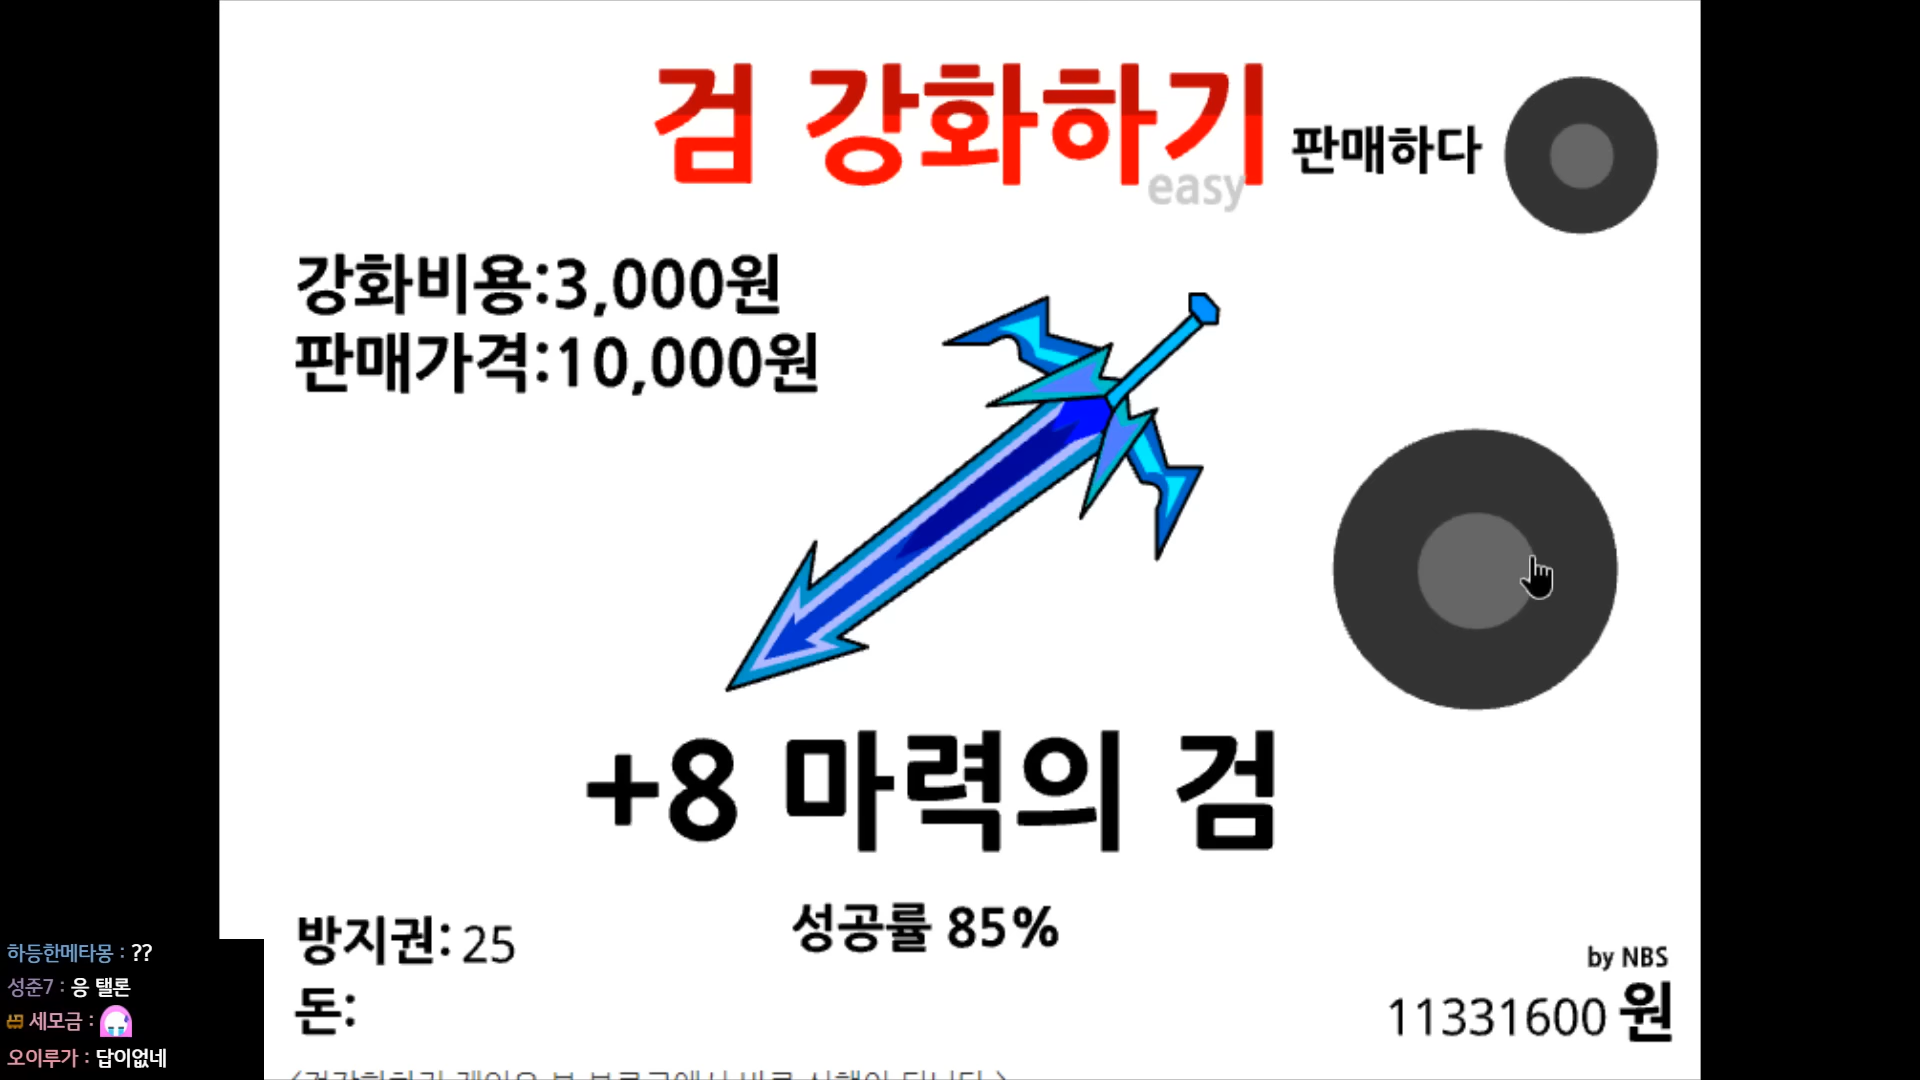 검 강화하기
easy
판매하다
강화비용:3,000원
판매가격:10,000원
+8 마력의 검
성공률 85%
방지권: 25
by NBS
돈:
11331600 원
하등한메타몽 : ??
성준7 : 응 탤론
세모금 :
오이루가 : 답이없네